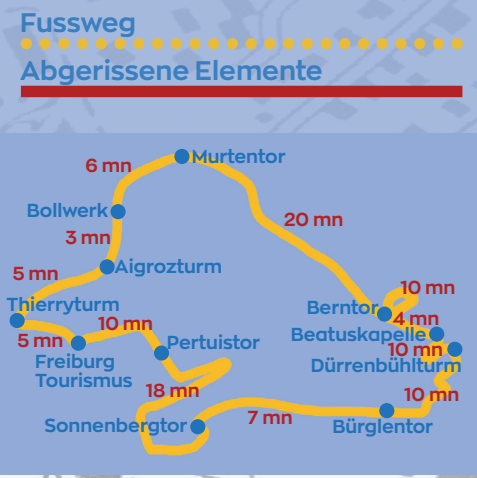 Fussweg
Abgerissene Elemente
Murtentor
6 mn
Bollwerk
20 mn
3 mn
Aigrozturm
5 mn
10 mn
Thierryturm
Berntor
4 mn
10 mn
5 mn
Pertuistor
Beatuskapelle
10 mn
Freiburg
Tourismus
Dürrenbühlturm
18 mn
10 mn
7 mn
Sonnenbergtor
Bürglentor